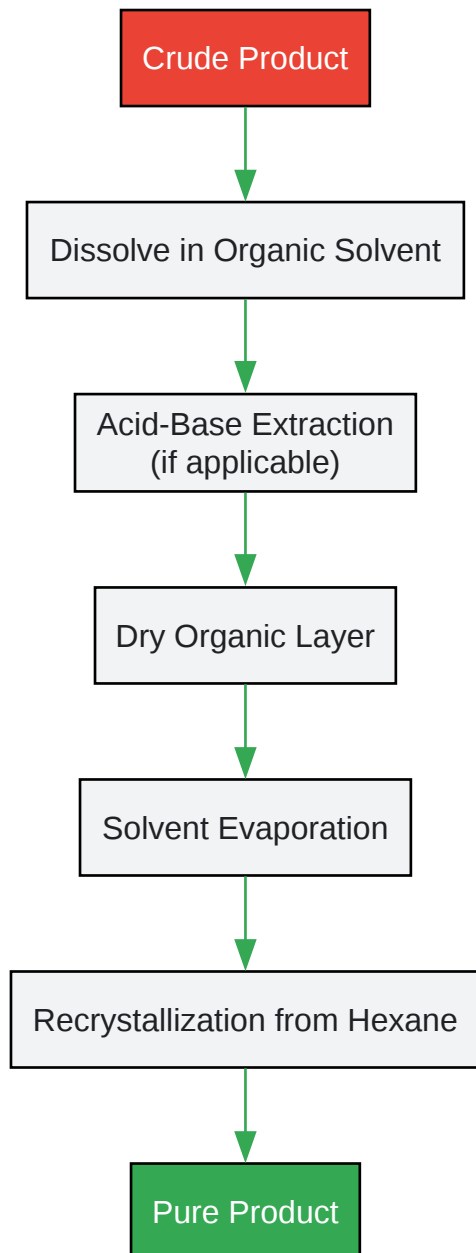 Crude Product
Dissolve in Organic Solvent
Acid-Base Extraction
(if applicable)
Dry Organic Layer
Solvent Evaporation
Recrystallization from Hexane
Pure Product